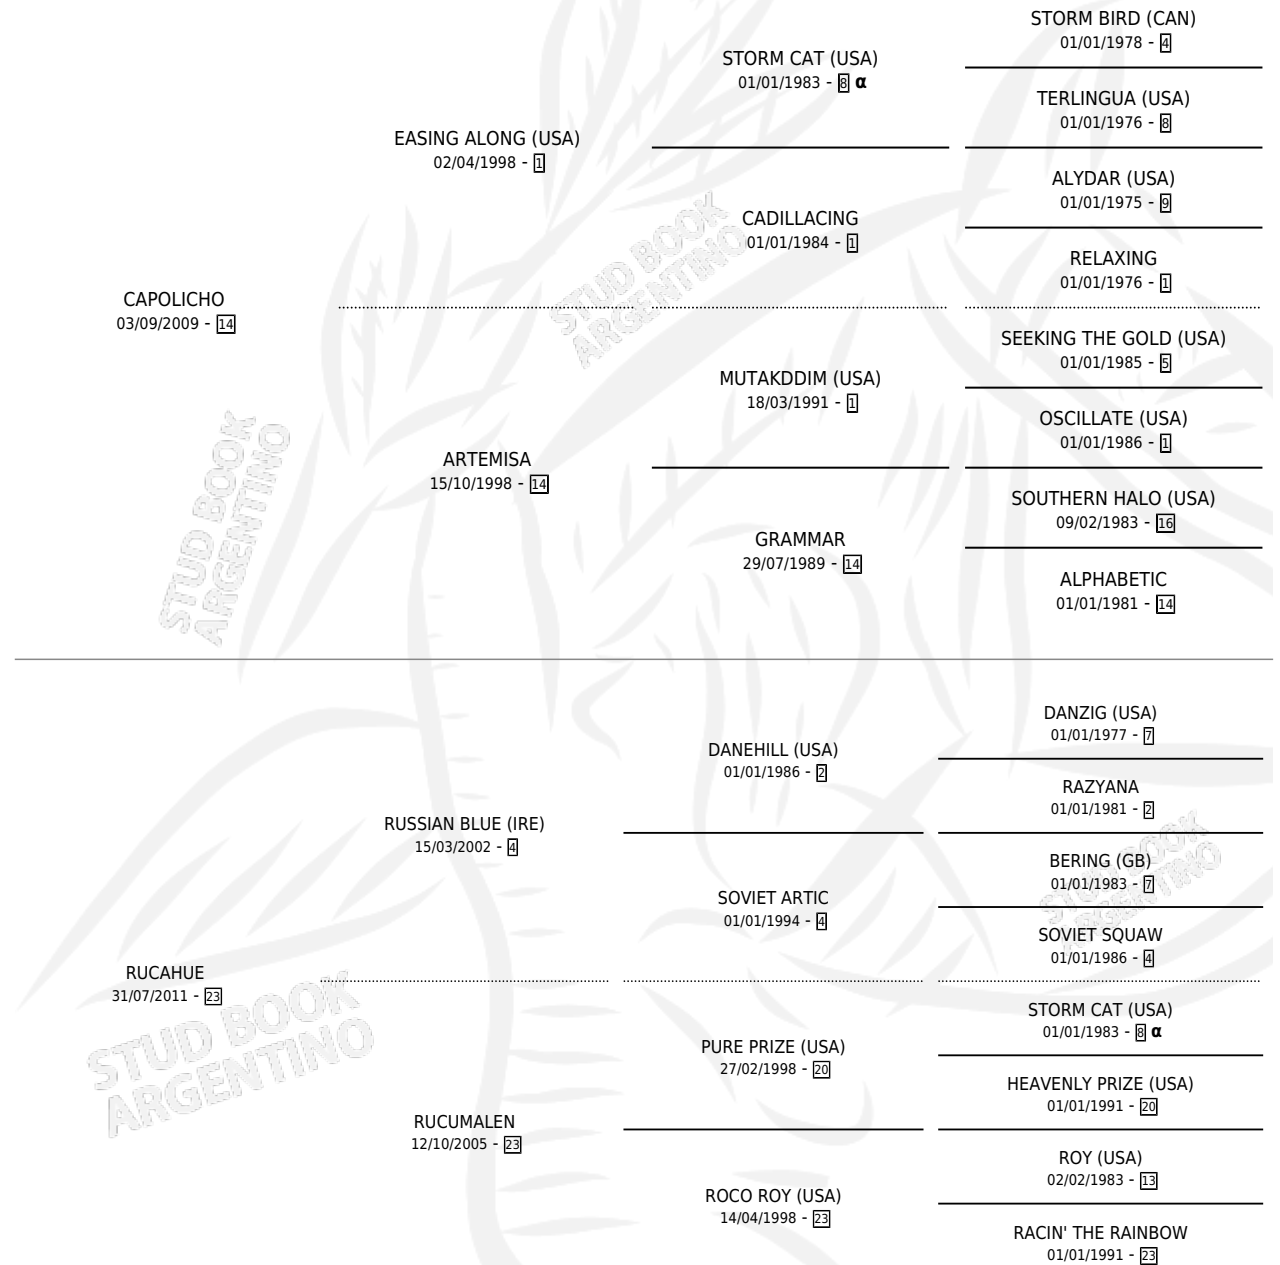 STORM BIRD (CAN)
01/01/1978 - 4
STORM CAT (USA)
01/01/1983 - 8 α
TERLINGUA (USA)
01/01/1976 - 8
EASING ALONG (USA)
02/04/1998 - 1
ALYDAR (USA)
01/01/1975 - 9
CADILLACING
01/01/1984 - 1
RELAXING
01/01/1976 - 1
CAPOLICHO
03/09/2009 - 14
SEEKING THE GOLD (USA)
01/01/1985 - 5
MUTAKDDIM (USA)
18/03/1991 - 1
OSCILLATE (USA)
01/01/1986 - 1
ARTEMISA
15/10/1998 - 14
SOUTHERN HALO (USA)
09/02/1983 - 16
GRAMMAR
29/07/1989 - 14
ALPHABETIC
01/01/1981 - 14
DANZIG (USA)
01/01/1977 - 7
DANEHILL (USA)
01/01/1986 - 2
RAZYANA
01/01/1981 - 2
RUSSIAN BLUE (IRE)
15/03/2002 - 4
BERING (GB)
01/01/1983 - 7
SOVIET ARTIC
01/01/1994 - 4
SOVIET SQUAW
01/01/1986 - 4
RUCAHUE
31/07/2011 - 23
STORM CAT (USA)
01/01/1983 - 8 α
PURE PRIZE (USA)
27/02/1998 - 20
HEAVENLY PRIZE (USA)
01/01/1991 - 20
RUCUMALEN
12/10/2005 - 23
ROY (USA)
02/02/1983 - 13
ROCO ROY (USA)
14/04/1998 - 23
RACIN' THE RAINBOW
01/01/1991 - 23
STUD BOOK
ARGENTINO
STUD BOOK
ARGENTINO
STUD BOOK
ARGENTINO
STUD BOOK
ARGENTINO